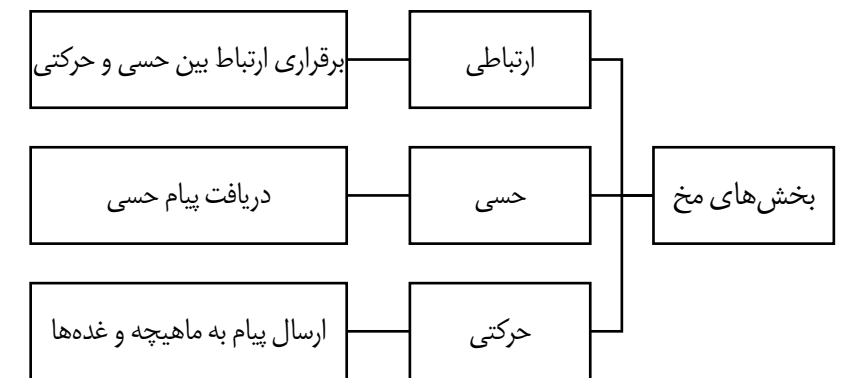 بخش‌های مخ
ارتباطی
برقراری ارتباط بین حسی و حرکتی
حسی
دریافت پیام حسی
حرکتی
ارسال پیام به ماهیچه و غده‌ها